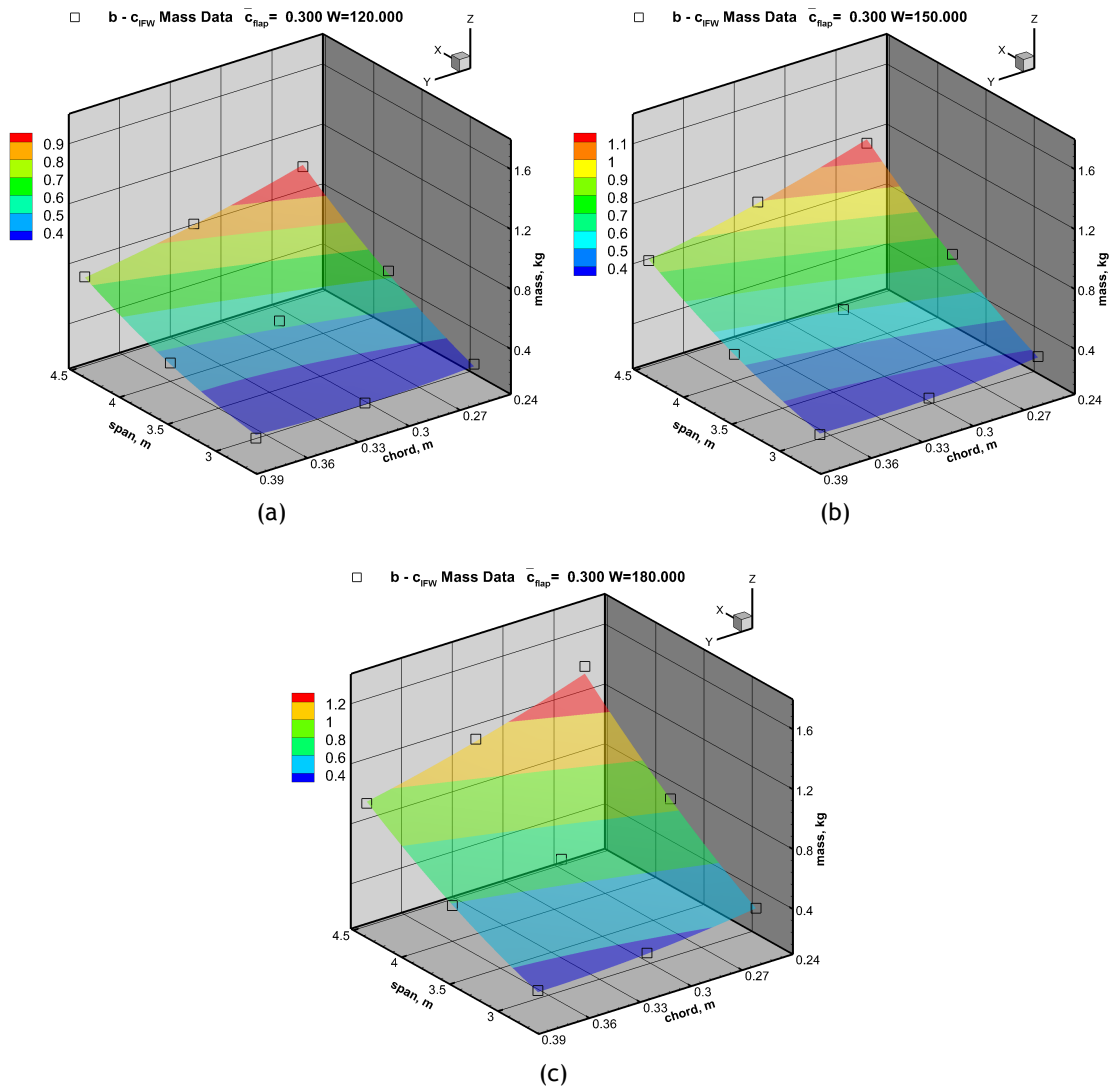 b - cIFW Mass Data c̅flap= 0.300 W=120.000
Z
X
Y
0.9
0.8
0.7
0.6
0.5
0.4
1.6
1.2
0.8
0.4
mass, kg
4.5
4
3.5
3
span, m
0.39
0.36
0.33
0.3
0.27
0.24
chord, m
(a)
b - cIFW Mass Data c̅flap= 0.300 W=150.000
Z
X
Y
1.1
1
0.9
0.8
0.7
0.6
0.5
0.4
1.6
1.2
0.8
0.4
mass, kg
4.5
4
3.5
3
span, m
0.39
0.36
0.33
0.3
0.27
0.24
chord, m
(b)
b - cIFW Mass Data c̅flap= 0.300 W=180.000
Z
X
Y
1.2
1
0.8
0.6
0.4
1.6
1.2
0.8
0.4
mass, kg
4.5
4
3.5
3
span, m
0.39
0.36
0.33
0.3
0.27
0.24
chord, m
(c)